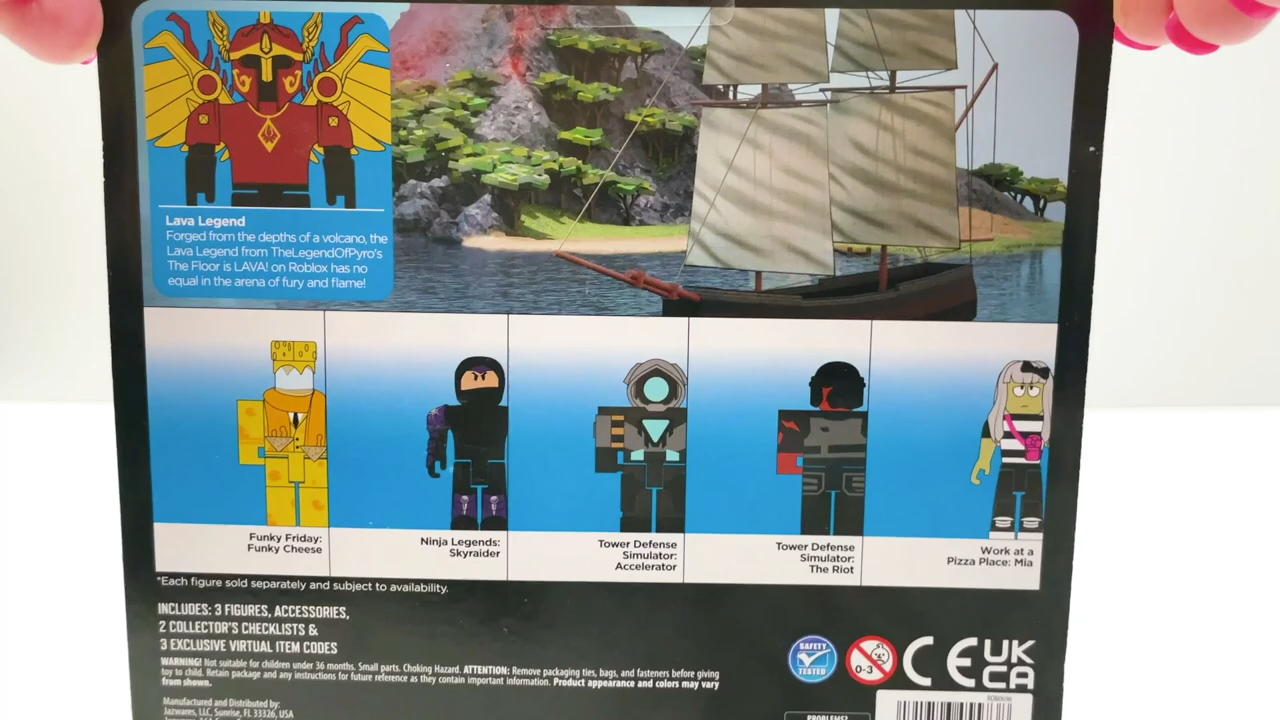 Lava Legend
Forged from the depths of a volcano, the
Lava Legend from TheLegendOfPyro's
The Floor is LAVA! on Roblox has no
equal in the arena of fury and flame!
Funky Friday:
Funky Cheese
Ninja Legends:
Skyraider
Tower Defense
Simulator:
Accelerator
Tower Defense
Simulator:
The Riot
Work at a
Pizza Place: Mia
*Each figure sold separately and subject to availability.
INCLUDES: 3 FIGURES, ACCESSORIES,
2 COLLECTOR'S CHECKLISTS &
3 EXCLUSIVE VIRTUAL ITEM CODES
WARNING! Not suitable for children under 36 months. Small parts. Choking Hazard. ATTENTION: Remove packaging ties, bags, and fasteners before giving
toy to child. Retain package and any instructions for future reference as they contain important information. Product appearance and colors may vary
from shown.
Manufactured and Distributed by:
Jazwares, LLC. Sunrise, FL 33326, USA
SAFETY
TESTED
0-3
CE
UK
CA
PROBLEMS?